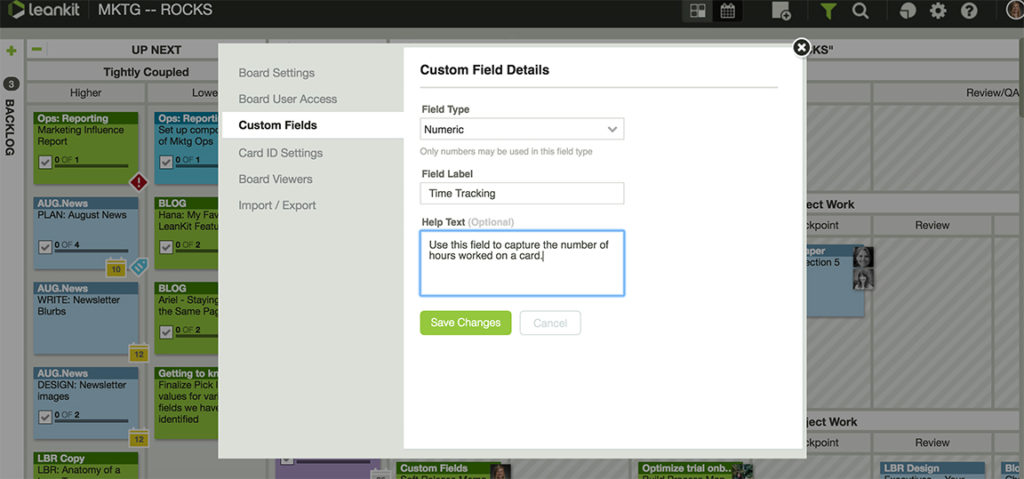 leankit
MKTG -- ROCKS
UP NEXT
KS"
Tightly Coupled
Higher
Lowe
Review/QA
3
BACKLOG
Ops: Reporting
Marketing Influence
Report
0 OF 1
Ops: Repor
Set up compo
of Mktg Ops
0 OF 1
AUG.News
PLAN: August News
0 OF 4
10
BLOG
Hana: My Fav
LeanKit Featu
0 OF 2
AUG.News
WRITE: Newsletter
Blurbs
12
BLOG
Ariel - Staying
the Same Pag
0 OF 2
AUG.News
DESIGN: Newsletter
images
0 OF 2
12
Getting to kn
Finalize Pick L
values for vari
fields we have
identified
LBR Copy
LBR: Anatomy of a
Board Settings
Board User Access
Custom Fields
Card ID Settings
Board Viewers
Import / Export
Custom Field Details
Field Type
Numeric
Only numbers may be used in this field type
Field Label
Time Tracking
Help Text (Optional)
Use this field to capture the number of
hours worked on a card.
Save Changes
Cancel
ject Work
kpoint
Review
per
ection 5
ject Work
ckpoint
Review
Custom Fields
Optimize trial onb..
LBR Design